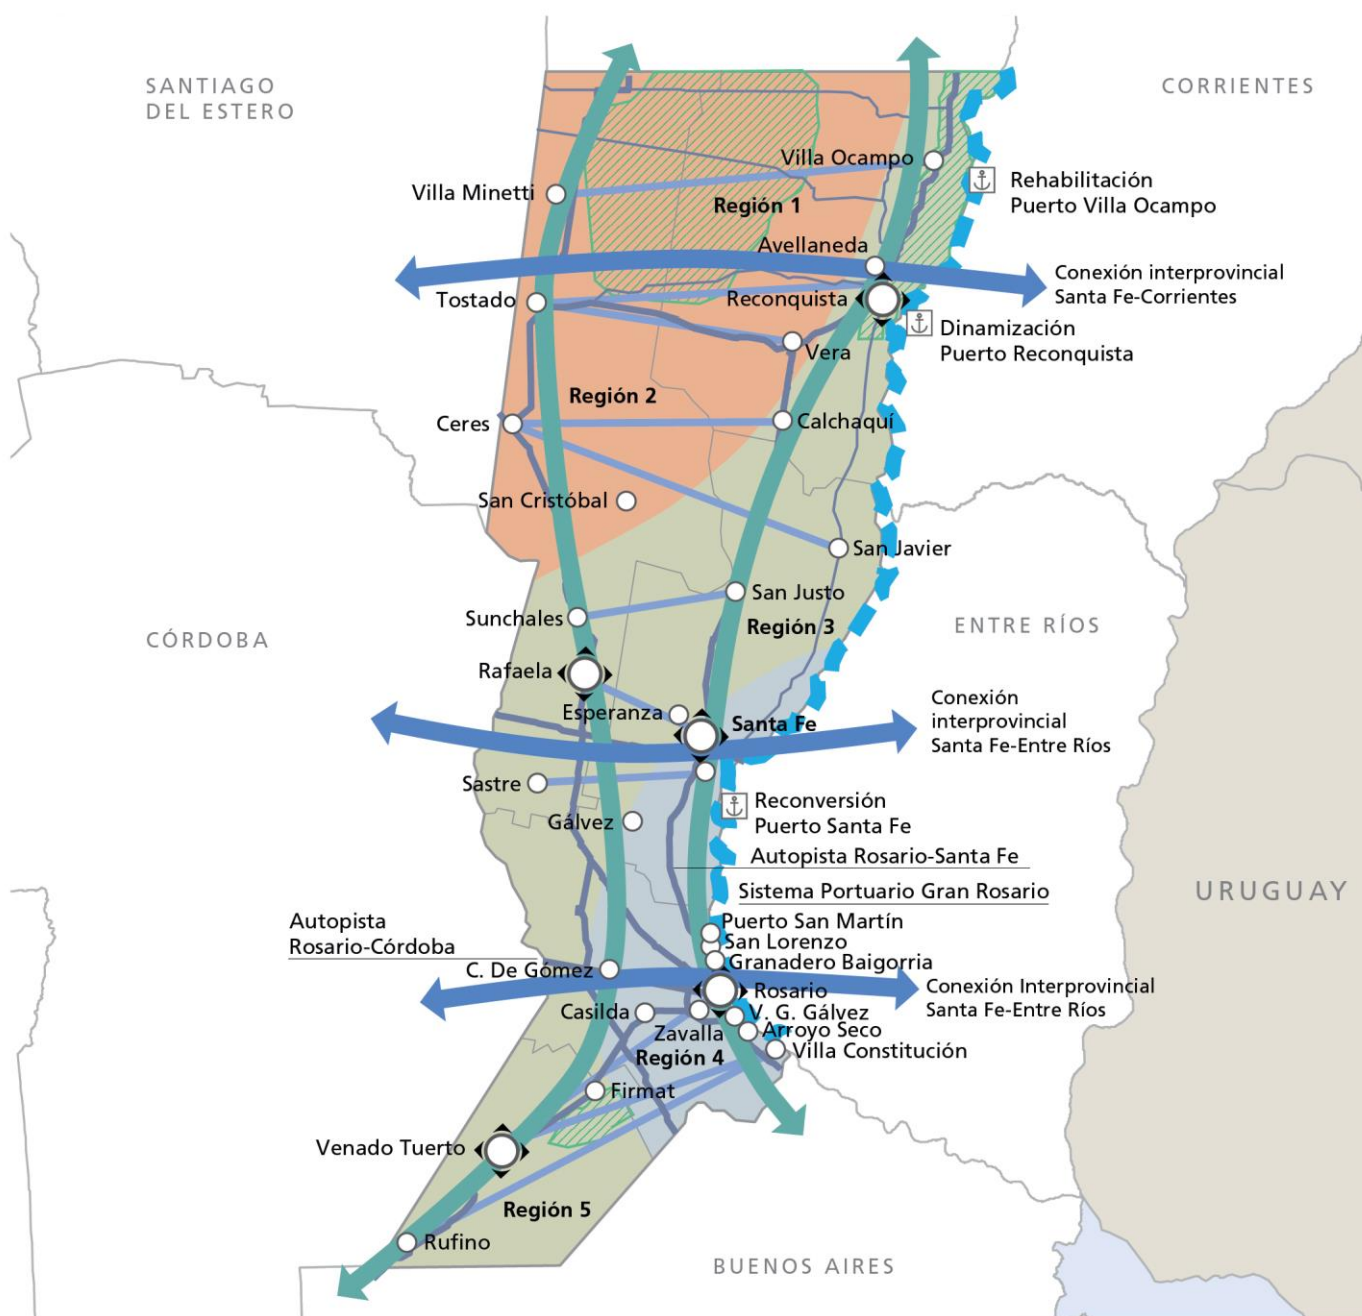 SANTIAGO
DEL ESTERO
CORRIENTES
Villa Ocampo
Villa Minetti
Rehabilitación
Puerto Villa Ocampo
Región 1
Avellaneda
Conexión interprovincial
Santa Fe-Corrientes
Tostado
Reconquista
Dinamización
Puerto Reconquista
Vera
Región 2
Ceres
Calchaquí
San Cristóbal
San Javier
San Justo
Sunchales
Región 3
ENTRE RÍOS
CÓRDOBA
Rafaela
Esperanza
Santa Fe
Conexión
interprovincial
Santa Fe-Entre Ríos
Sastre
Reconversión
Puerto Santa Fe
Gálvez
Autopista Rosario-Santa Fe
Sistema Portuario Gran Rosario
URUGUAY
Autopista
Rosario-Córdoba
Puerto San Martín
San Lorenzo
Granadero Baigorria
C. De Gómez
Rosario
Conexión Interprovincial
Santa Fe-Entre Ríos
Casilda
V. G. Gálvez
Zavalla
Arroyo Seco
Región 4
Villa Constitución
Firmat
Venado Tuerto
Región 5
Rufino
BUENOS AIRES